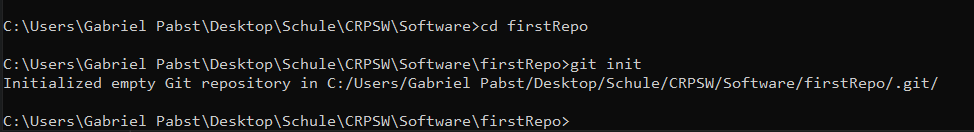 C:\Users\Gabriel Pabst\Desktop\Schule\CRPSW\Software>cd firstRepo
C:\Users\Gabriel Pabst\Desktop\Schule\CRPSW\Software\firstRepo>git init
Initialized empty Git repository in C:/Users/Gabriel Pabst/Desktop/Schule/CRPSW/Software/firstRepo/.git/
C:\Users\Gabriel Pabst\Desktop\Schule\CRPSW\Software\firstRepo>